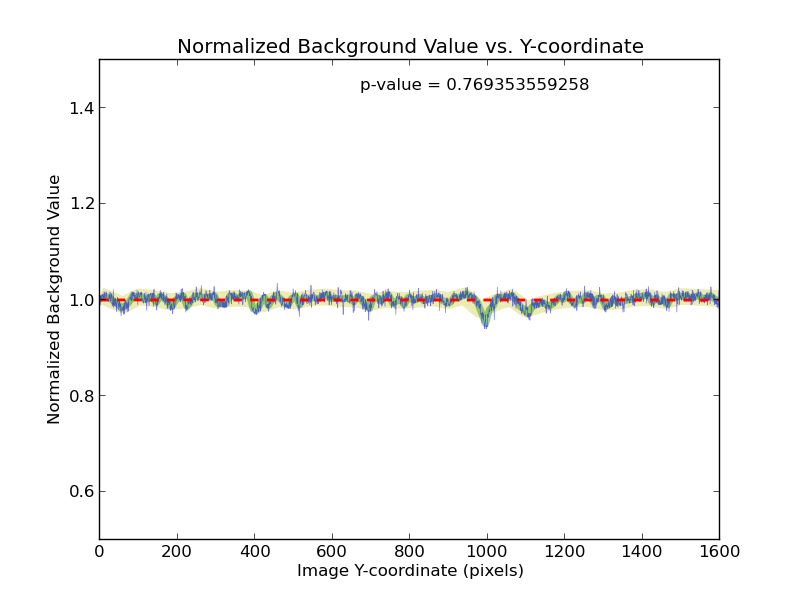 Normalized Background Value vs. Y-coordinate
p-value = 0.769353559258
1.4
1.2
1.0
0.8
0.6
Normalized Background Value
0 200 400 600 800 1000 1200 1400 1600
Image Y-coordinate (pixels)